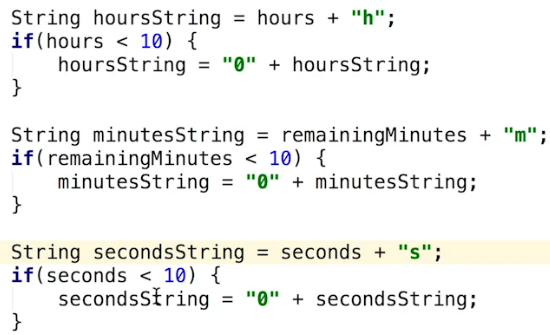 String hoursString = hours + "h";
if(hours < 10) {
    hoursString = "0" + hoursString;
}

String minutesString = remainingMinutes + "m";
if(remainingMinutes < 10) {
    minutesString = "0" + minutesString;
}

String secondsString = seconds + "s";
if(seconds < 10) {
    secondsString = "0" + secondsString;
}